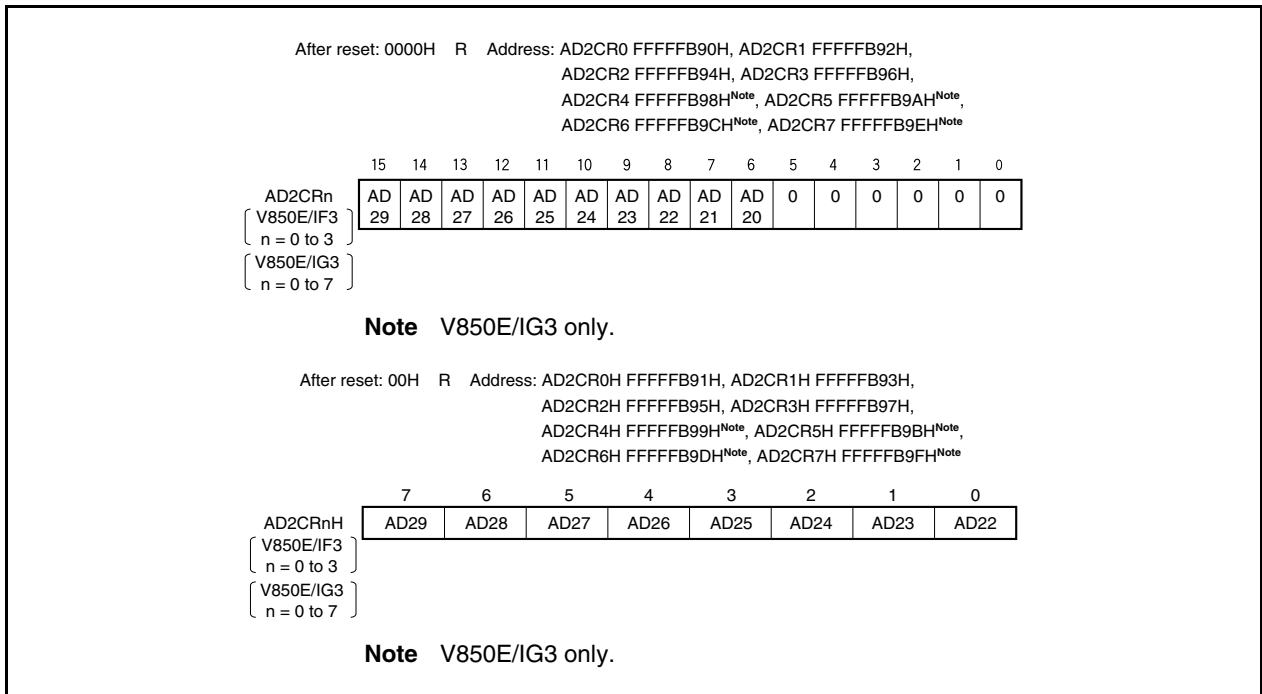 After reset: 0000H R Address: AD2CR0 FFFFFB90H, AD2CR1 FFFFFB92H,
AD2CR2 FFFFFB94H, AD2CR3 FFFFFB96H,
AD2CR4 FFFFFB98HNote, AD2CR5 FFFFFB9AHNote,
AD2CR6 FFFFFB9CHNote, AD2CR7 FFFFFB9EHNote
15 14 13 12 11 10 9 8 7 6 5 4 3 2 1 0
AD2CRn AD AD AD AD AD AD AD AD AD AD 0 0 0 0 0 0
V850E/IF3 29 28 27 26 25 24 23 22 21 20
n = 0 to 3
V850E/IG3
n = 0 to 7
Note V850E/IG3 only.
After reset: 00H R Address: AD2CR0H FFFFFB91H, AD2CR1H FFFFFB93H,
AD2CR2H FFFFFB95H, AD2CR3H FFFFFB97H,
AD2CR4H FFFFFB99HNote, AD2CR5H FFFFFB9BHNote,
AD2CR6H FFFFFB9DHNote, AD2CR7H FFFFFB9FHNote
7 6 5 4 3 2 1 0
AD2CRnH AD29 AD28 AD27 AD26 AD25 AD24 AD23 AD22
V850E/IF3
n = 0 to 3
V850E/IG3
n = 0 to 7
Note V850E/IG3 only.